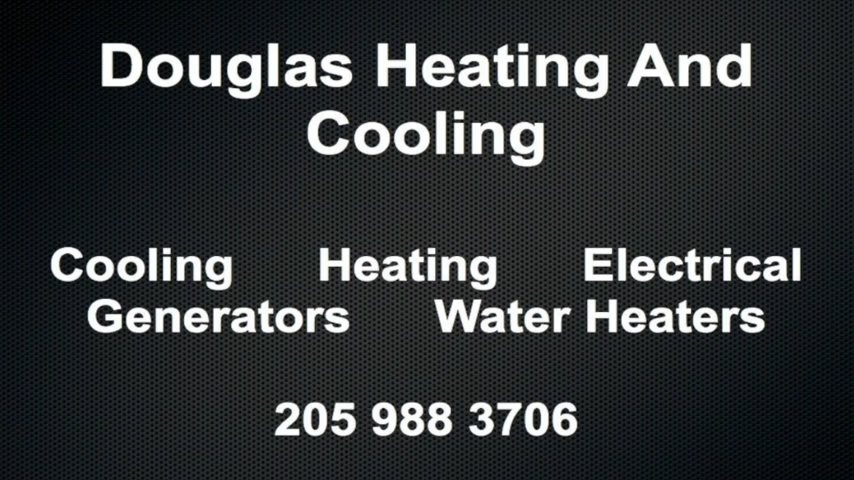 Douglas Heating And
Cooling
Cooling Heating Electrical
Generators Water Heaters
205 988 3706